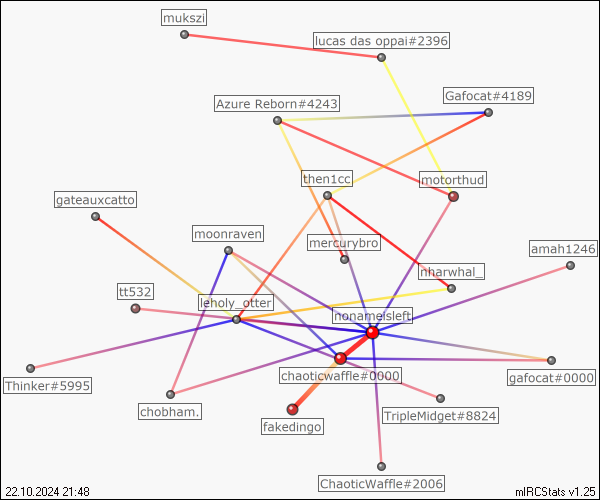 mukszi
lucas das oppai#2396
Gafocat#4189
Azure Reborn#4243
then1cc
motorthud
gateauxcatto
moonraven
mercurybro
amah1246
marwhal_
tt532
leholy_otter
nonameisleft
Thinker#5995
chaoticwaffle#0000
gafocat#0000
chobham.
TripleMidget#8824
fakedingo
ChaoticWaffle#2006
22.10.2024 21:48
mIRCStats v1.25